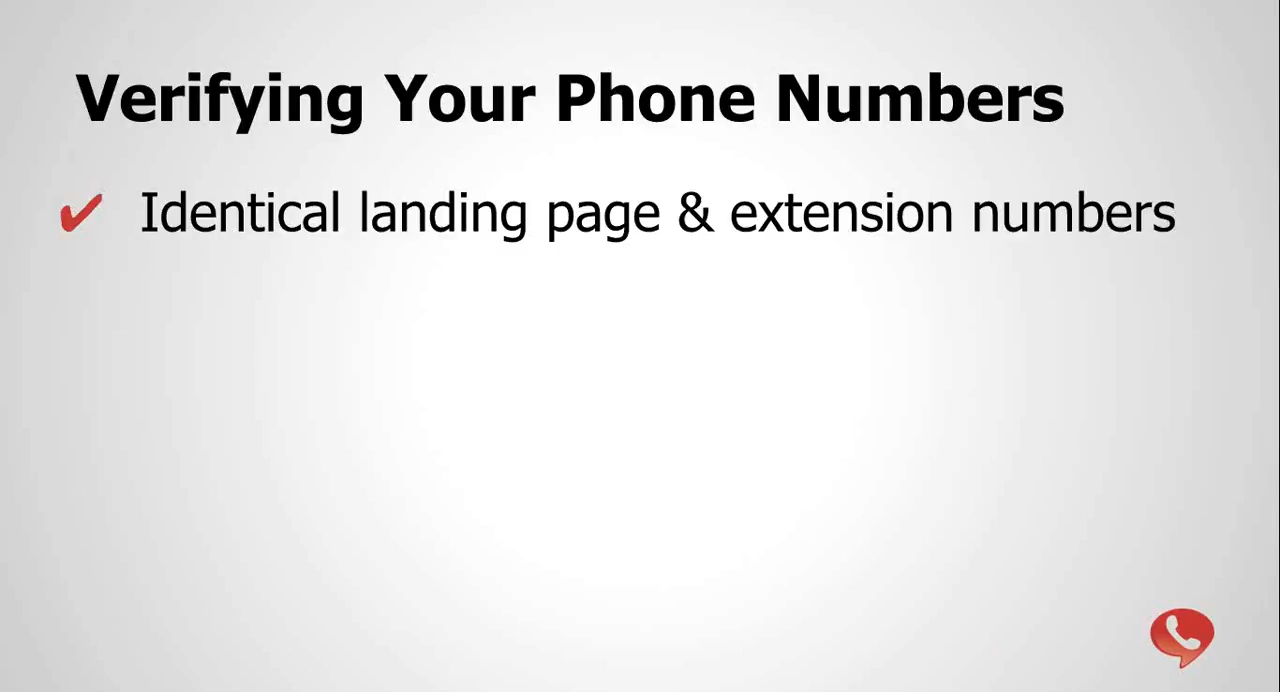 Verifying Your Phone Numbers
✔ Identical landing page & extension numbers